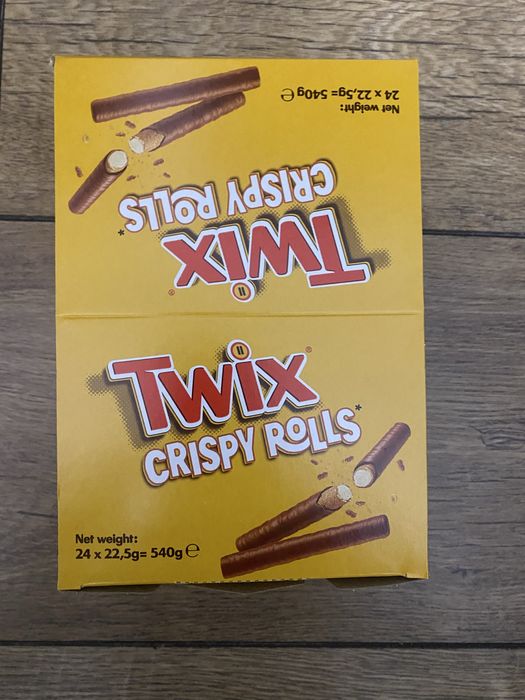 Net weight:
24 x 22,5g= 540g ℮
CRISPY ROLLS*
TWIX®
TWIX®
CRISPY ROLLS*
Net weight:
24 x 22,5g= 540g ℮